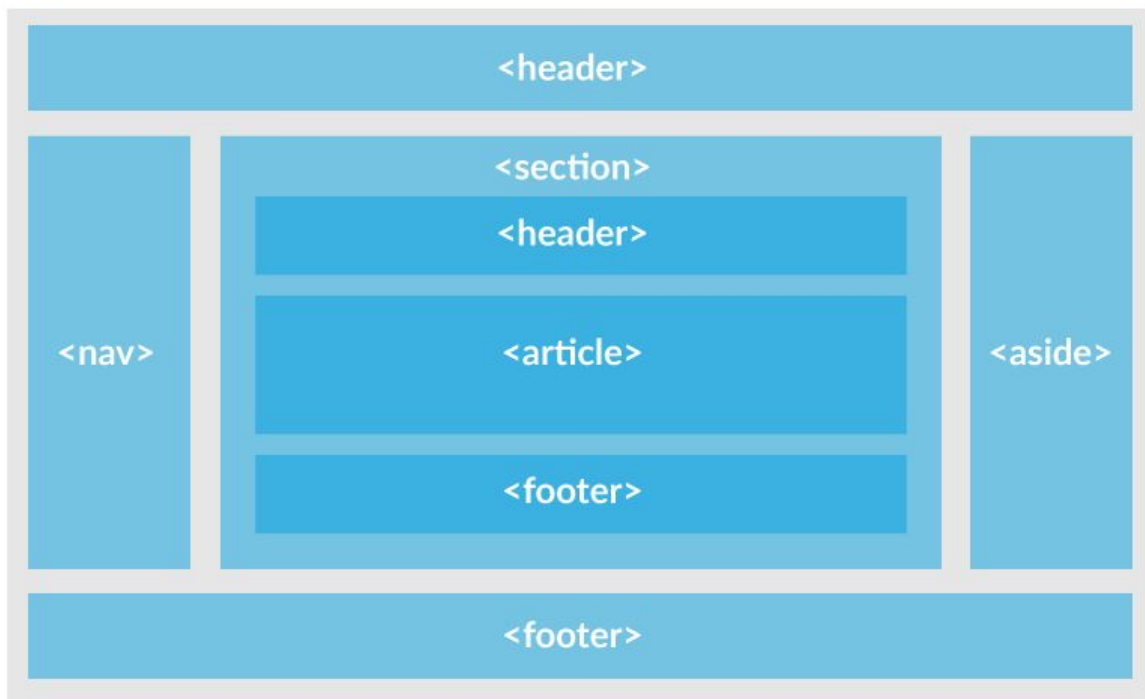 <header>
<section>
<header>
<nav>
<article>
<aside>
<footer>
<footer>